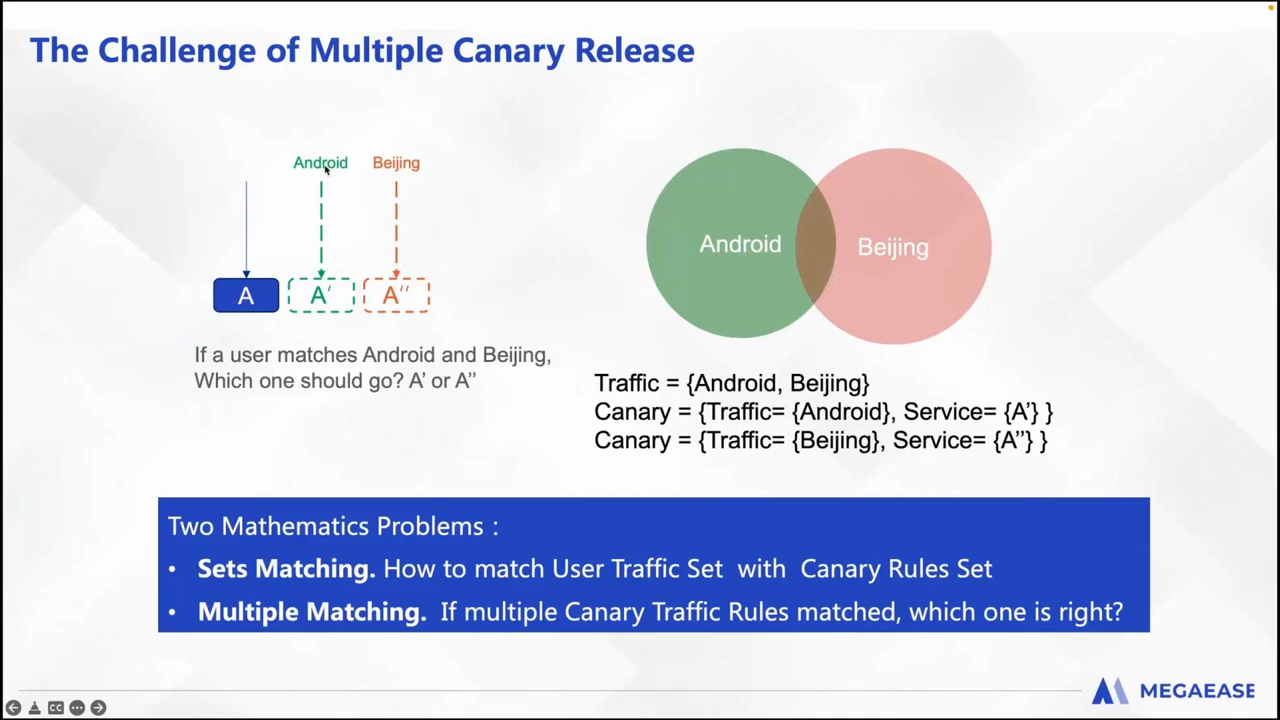 The Challenge of Multiple Canary Release
Android Beijing
A A′ A′′
If a user matches Android and Beijing,
Which one should go? A’ or A’’
Android Beijing
Traffic = {Android, Beijing}
Canary = {Traffic= {Android}, Service= {A’} }
Canary = {Traffic= {Beijing}, Service= {A’’} }
Two Mathematics Problems :
• Sets Matching. How to match User Traffic Set with Canary Rules Set
• Multiple Matching. If multiple Canary Traffic Rules matched, which one is right?
MEGAEASE
CC